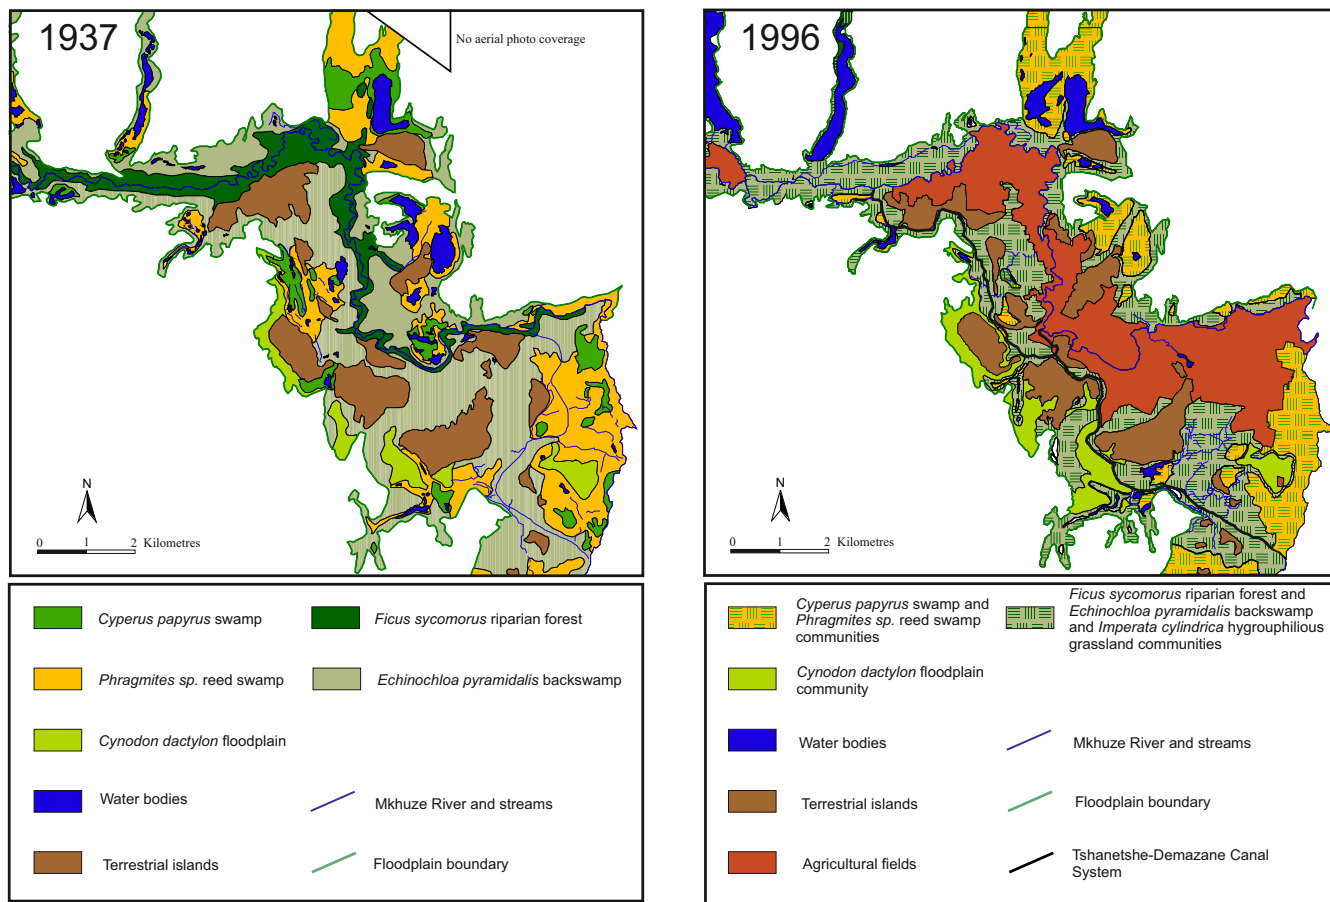 1937
No aerial photo coverage
N
0 1 2 Kilometres
Cyperus papyrus swamp
Ficus sycomorus riparian forest
Phragmites sp. reed swamp
Echinochloa pyramidalis backswamp
Cynodon dactylon floodplain
Water bodies
Mkhuze River and streams
Terrestrial islands
Floodplain boundary
1996
N
0 1 2 Kilometres
Cyperus papyrus swamp and
Phragmites sp. reed swamp
communities
Ficus sycomorus riparian forest and
Echinochloa pyramidalis backswamp
and Imperata cylindrica hygrouphilious
grassland communities
Cynodon dactylon floodplain
community
Water bodies
Mkhuze River and streams
Terrestrial islands
Floodplain boundary
Agricultural fields
Tshanetshe-Demazane Canal
System